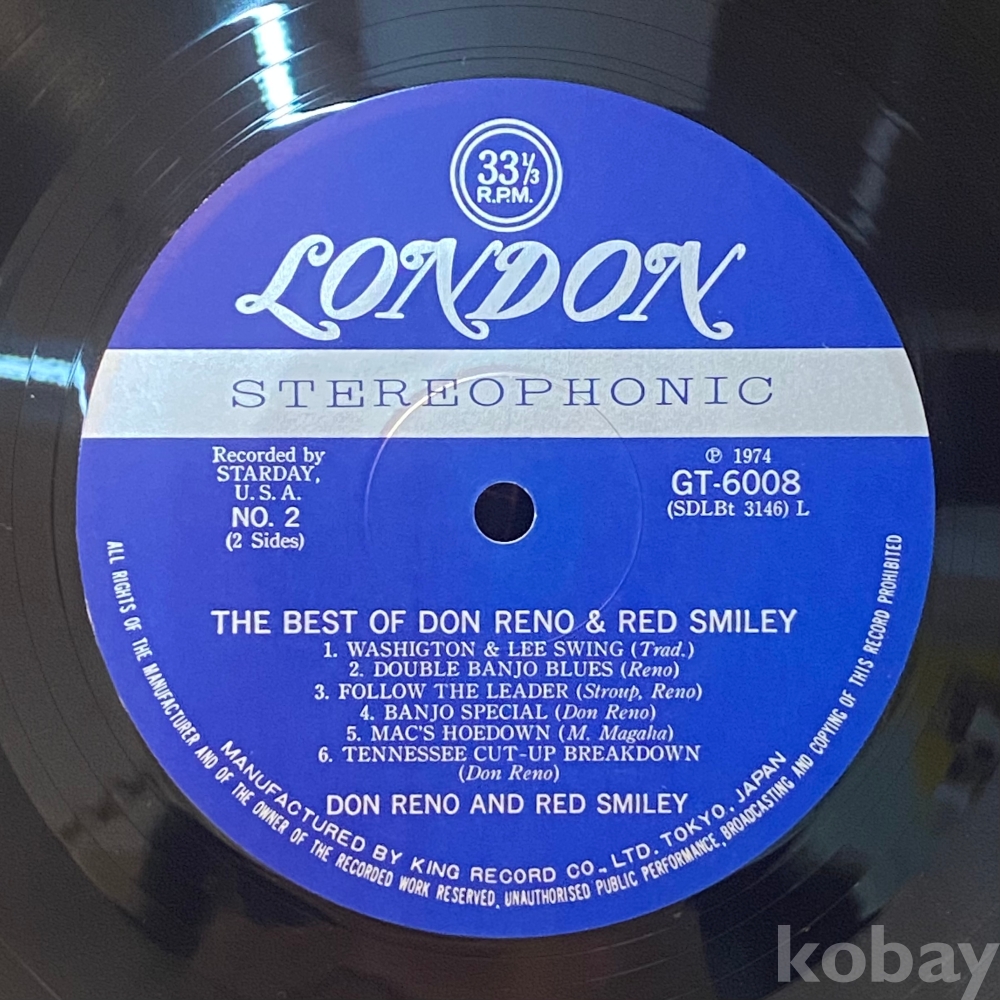 33⅓
R.P.M.
LONDON
STEREOPHONIC
Recorded by
STARDAY,
U. S. A.
NO. 2
(2 Sides)
℗ 1974
GT-6008
(SDLBt 3146) L
THE BEST OF DON RENO & RED SMILEY
1. WASHIGTON & LEE SWING (Trad.)
2. DOUBLE BANJO BLUES (Reno)
3. FOLLOW THE LEADER (Stroup, Reno)
4. BANJO SPECIAL (Don Reno)
5. MAC'S HOEDOWN (M. Magaha)
6. TENNESSEE CUT-UP BREAKDOWN
(Don Reno)
DON RENO AND RED SMILEY
MANUFACTURED BY KING RECORD CO., LTD. TOKYO, JAPAN
ALL RIGHTS OF THE MANUFACTURER AND OF THE OWNER OF THE RECORDED WORK RESERVED, UNAUTHORISED PUBLIC PERFORMANCE, BROADCASTING AND COPYING OF THIS RECORD PROHIBITED
kobay